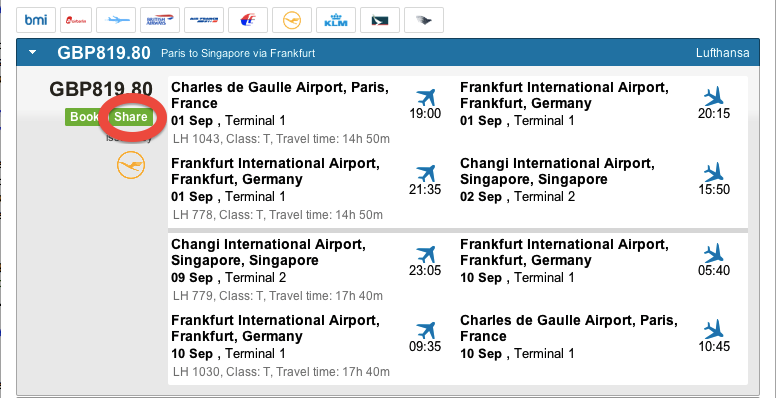 bmi
BRITISH AIRWAYS
AIR FRANCE
KLM
GBP819.80 Paris to Singapore via Frankfurt Lufthansa
GBP819.80
Book Share
Charles de Gaulle Airport, Paris,
France
01 Sep , Terminal 1
19:00
Frankfurt International Airport,
Frankfurt, Germany
01 Sep , Terminal 1
20:15
LH 1043, Class: T, Travel time: 14h 50m
Frankfurt International Airport,
Frankfurt, Germany
01 Sep , Terminal 1
21:35
Changi International Airport,
Singapore, Singapore
02 Sep , Terminal 2
15:50
LH 778, Class: T, Travel time: 14h 50m
Changi International Airport,
Singapore, Singapore
09 Sep , Terminal 2
23:05
Frankfurt International Airport,
Frankfurt, Germany
10 Sep , Terminal 1
05:40
LH 779, Class: T, Travel time: 17h 40m
Frankfurt International Airport,
Frankfurt, Germany
10 Sep , Terminal 1
09:35
Charles de Gaulle Airport, Paris,
France
10 Sep , Terminal 1
10:45
LH 1030, Class: T, Travel time: 17h 40m